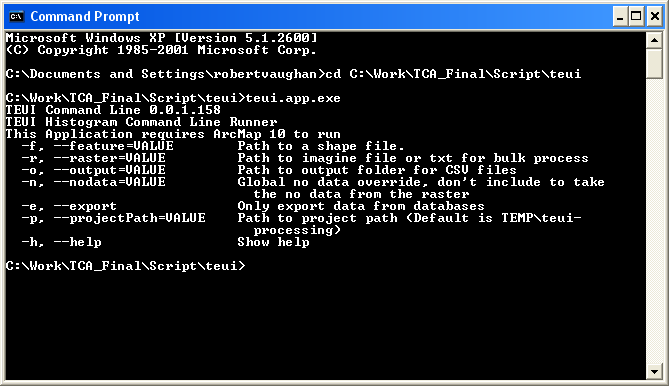 Command Prompt
Microsoft Windows XP [Version 5.1.2600]
(C) Copyright 1985-2001 Microsoft Corp.
C:\Documents and Settings\robertvaughan>cd C:\Work\TCA_Final\Script\teui
C:\Work\TCA_Final\Script\teui>teui.app.exe
TEUI Command Line 0.0.1.158
TEUI Histogram Command Line Runner
This Application requires ArcMap 10 to run
-f, --feature=VALUE Path to a shape file.
-r, --raster=VALUE Path to imagine file or txt for bulk process
-o, --output=VALUE Path to output folder for CSV files
-n, --nodata=VALUE Global no data override, don't include to take
the no data from the raster
-e, --export Only export data from databases
-p, --projectPath=VALUE Path to project path (Default is TEMP\teui-
processing)
-h, --help Show help
C:\Work\TCA_Final\Script\teui>